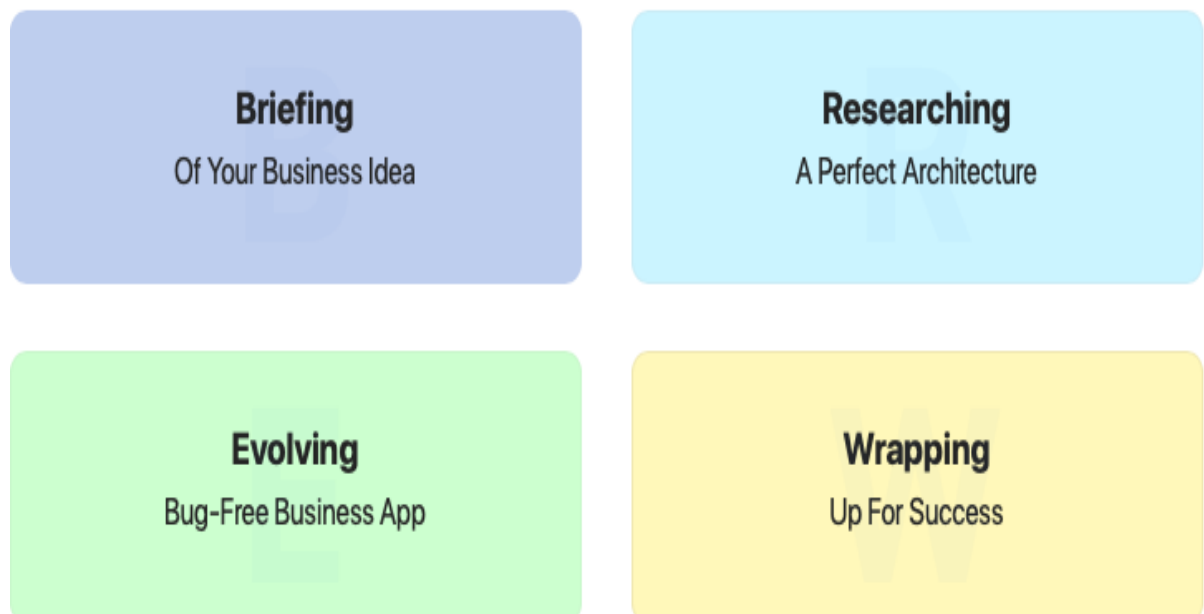 B
Briefing
Of Your Business Idea
R
Researching
A Perfect Architecture
E
Evolving
Bug-Free Business App
W
Wrapping
Up For Success